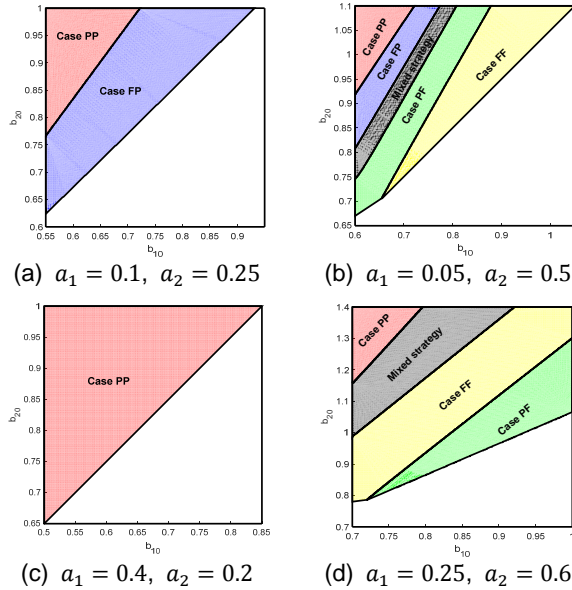 1
0.95
0.9
0.85
0.8
0.75
0.7
0.65
0.6
b20
Case PP
Case FP
0.55 0.6 0.65 0.7 0.75 0.8 0.85 0.9
b10
(a) a1 = 0.1, a2 = 0.25
1.1
1.05
1
0.95
0.9
0.85
0.8
0.75
0.7
0.65
b20
Case PP
Case FP
Mixed strategy
Case PF
Case FF
0.6 0.7 0.8 0.9 1
b10
(b) a1 = 0.05, a2 = 0.5
1
0.95
0.9
0.85
0.8
0.75
0.7
0.65
b20
Case PP
0.5 0.55 0.6 0.65 0.7 0.75 0.8 0.85
b10
(c) a1 = 0.4, a2 = 0.2
1.4
1.3
1.2
1.1
1
0.9
0.8
0.7
b20
Case PP
Mixed strategy
Case FF
Case PF
0.7 0.75 0.8 0.85 0.9 0.95 1
b10
(d) a1 = 0.25, a2 = 0.6